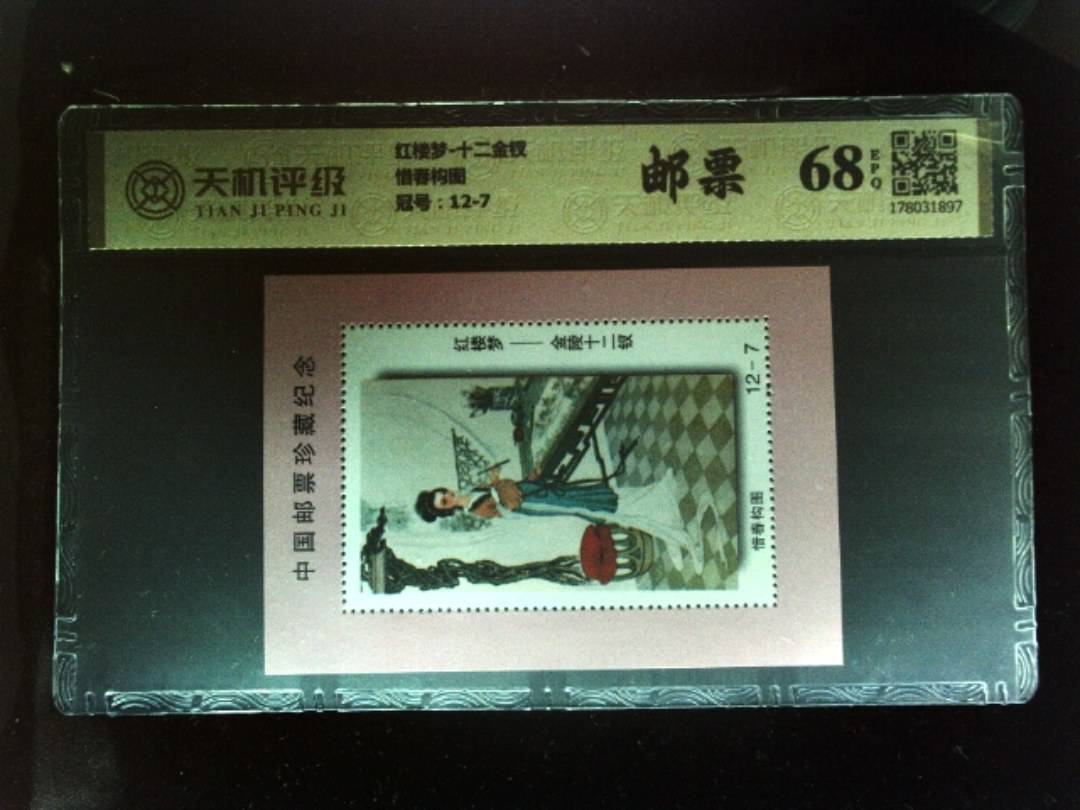 天机评级
TIAN JI PING JI
红楼梦-十二金钗
惜春构图
冠号：12-7
邮票
68
EPQ
178031897
中国邮票珍藏纪念
红楼梦——金陵十二钗
12-7
惜春构图